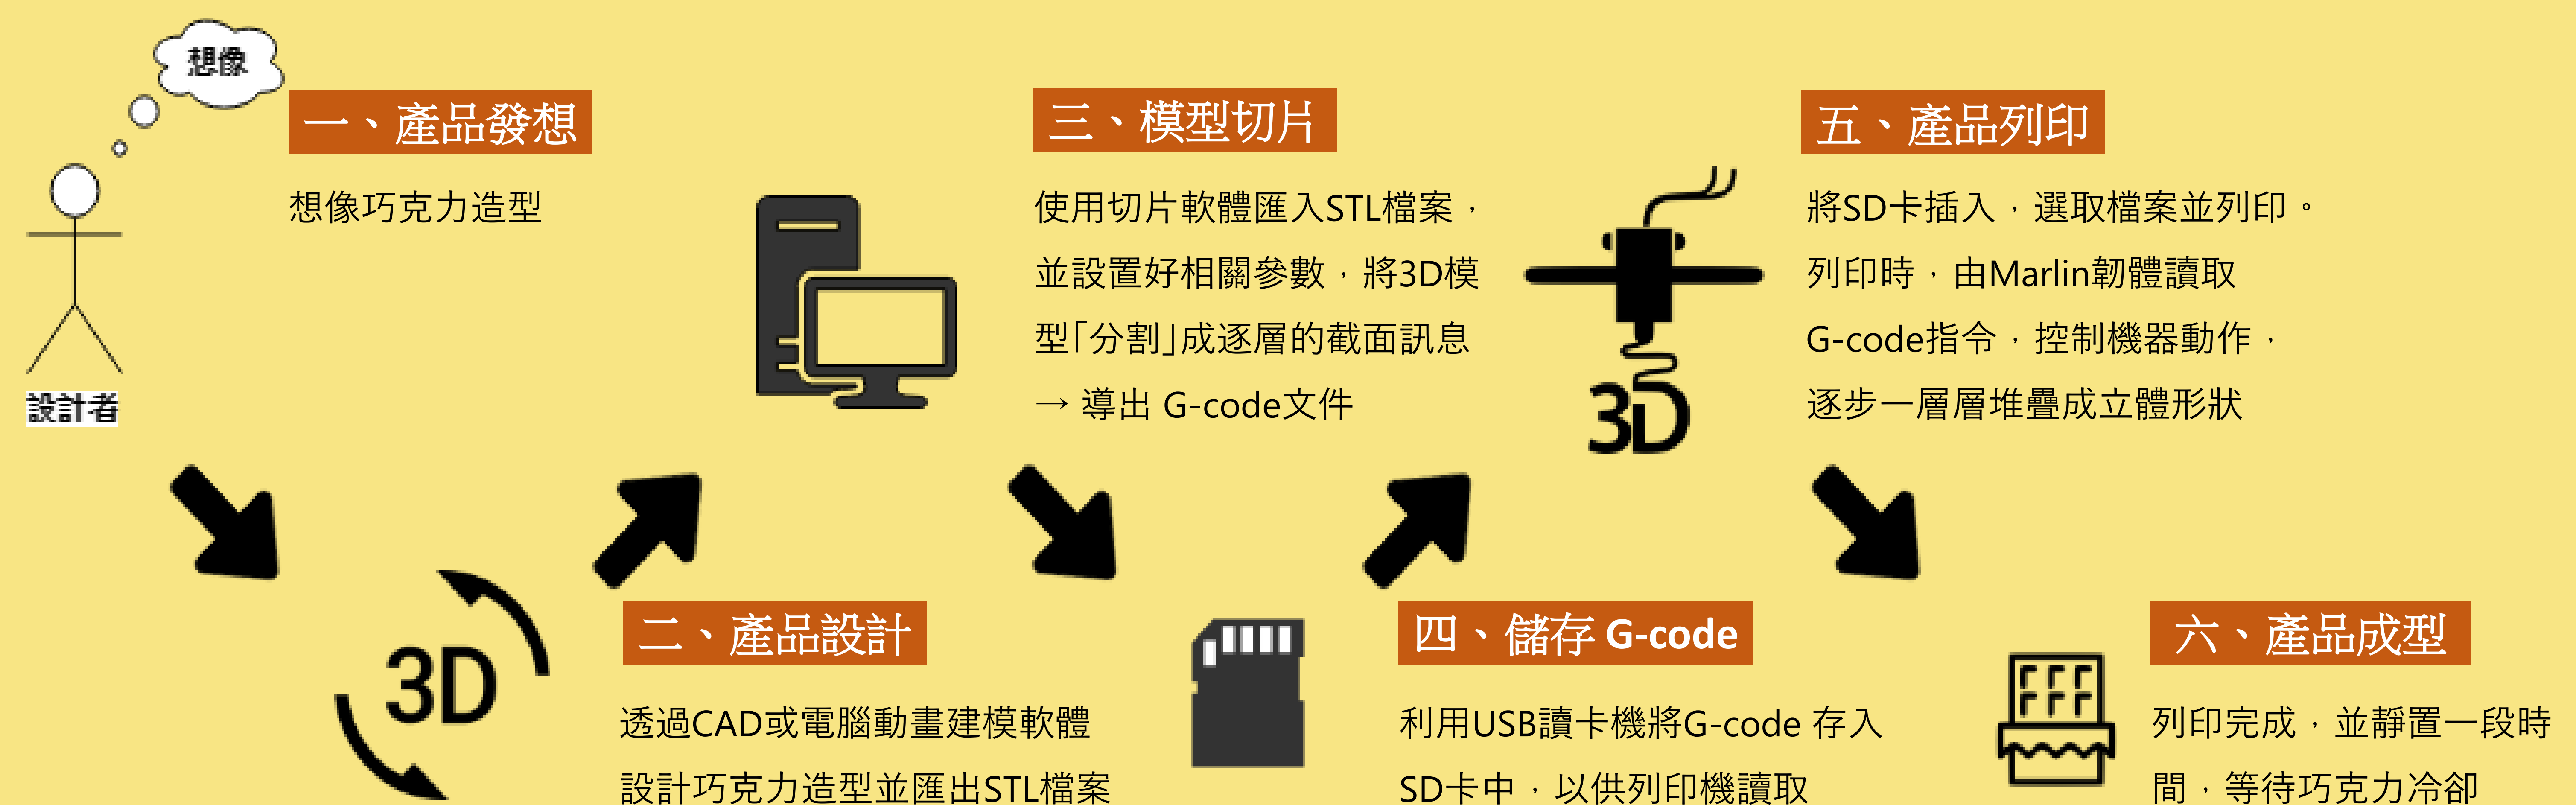 想像
設計者
一、產品發想
想像巧克力造型
二、產品設計
透過CAD或電腦動畫建模軟體
設計巧克力造型並匯出STL檔案
三、模型切片
使用切片軟體匯入STL檔案，
並設置好相關參數，將3D模
型「分割」成逐層的截面訊息
→ 導出 G-code文件
四、儲存 G-code
利用USB讀卡機將G-code 存入
SD卡中，以供列印機讀取
五、產品列印
將SD卡插入，選取檔案並列印。
列印時，由Marlin韌體讀取
G-code指令，控制機器動作，
逐步一層層堆疊成立體形狀
六、產品成型
列印完成，並靜置一段時
間，等待巧克力冷卻
3D
3D